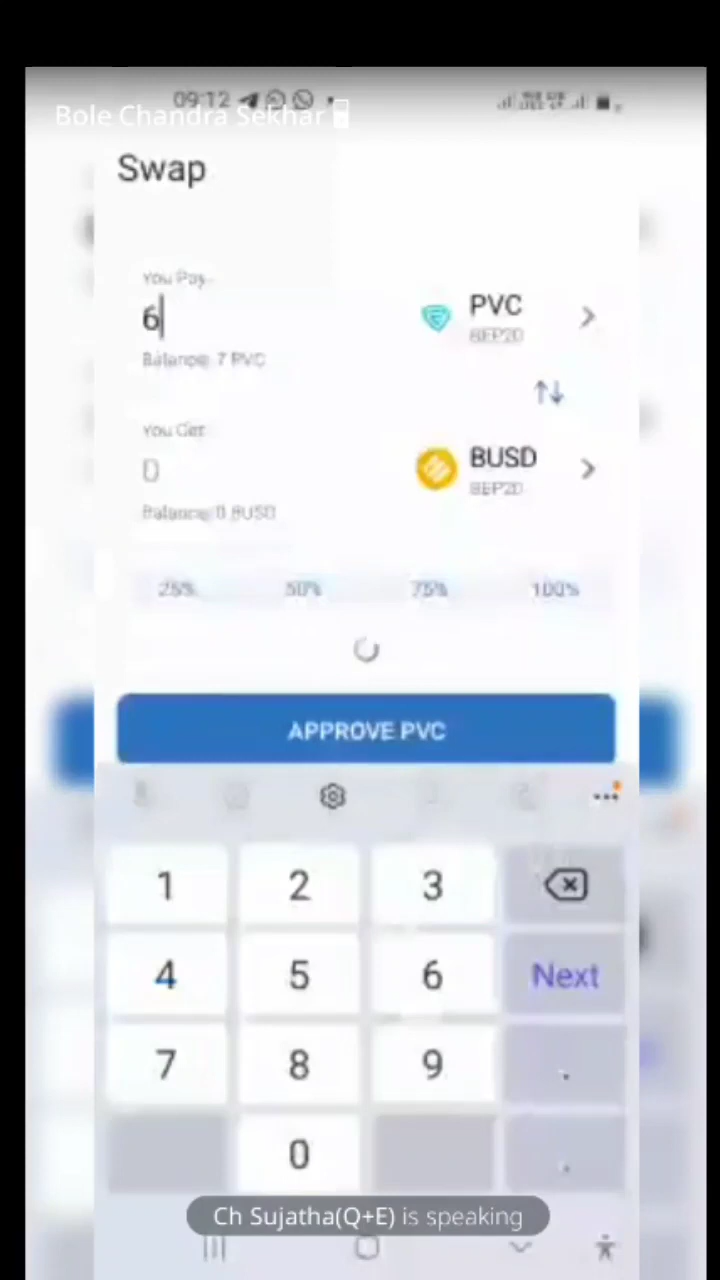 09:12
Bole Chandra Sekhar
Swap
You Pay
6
PVC
BEP20
Balance: 7 PVC
You Get
0
BUSD
BEP20
Balance: 0 BUSD
25% 50% 75% 100%
APPROVE PVC
1 2 3
4 5 6 Next
7 8 9 .
0 .
Ch Sujatha(Q+E) is speaking